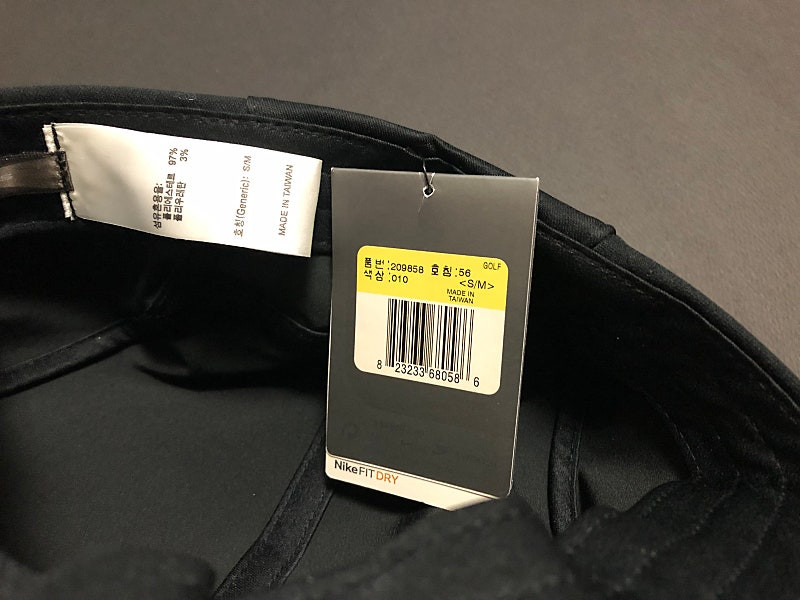 섬유혼용율:
폴리에스테르 97%
폴리우레탄 3%
호칭(Generic): S/M
MADE IN TAIWAN
품번:209858 호칭:56 GOLF
색상:010 <S/M>
MADE IN
TAIWAN
8 23233 68058 6
NikeFIT DRY